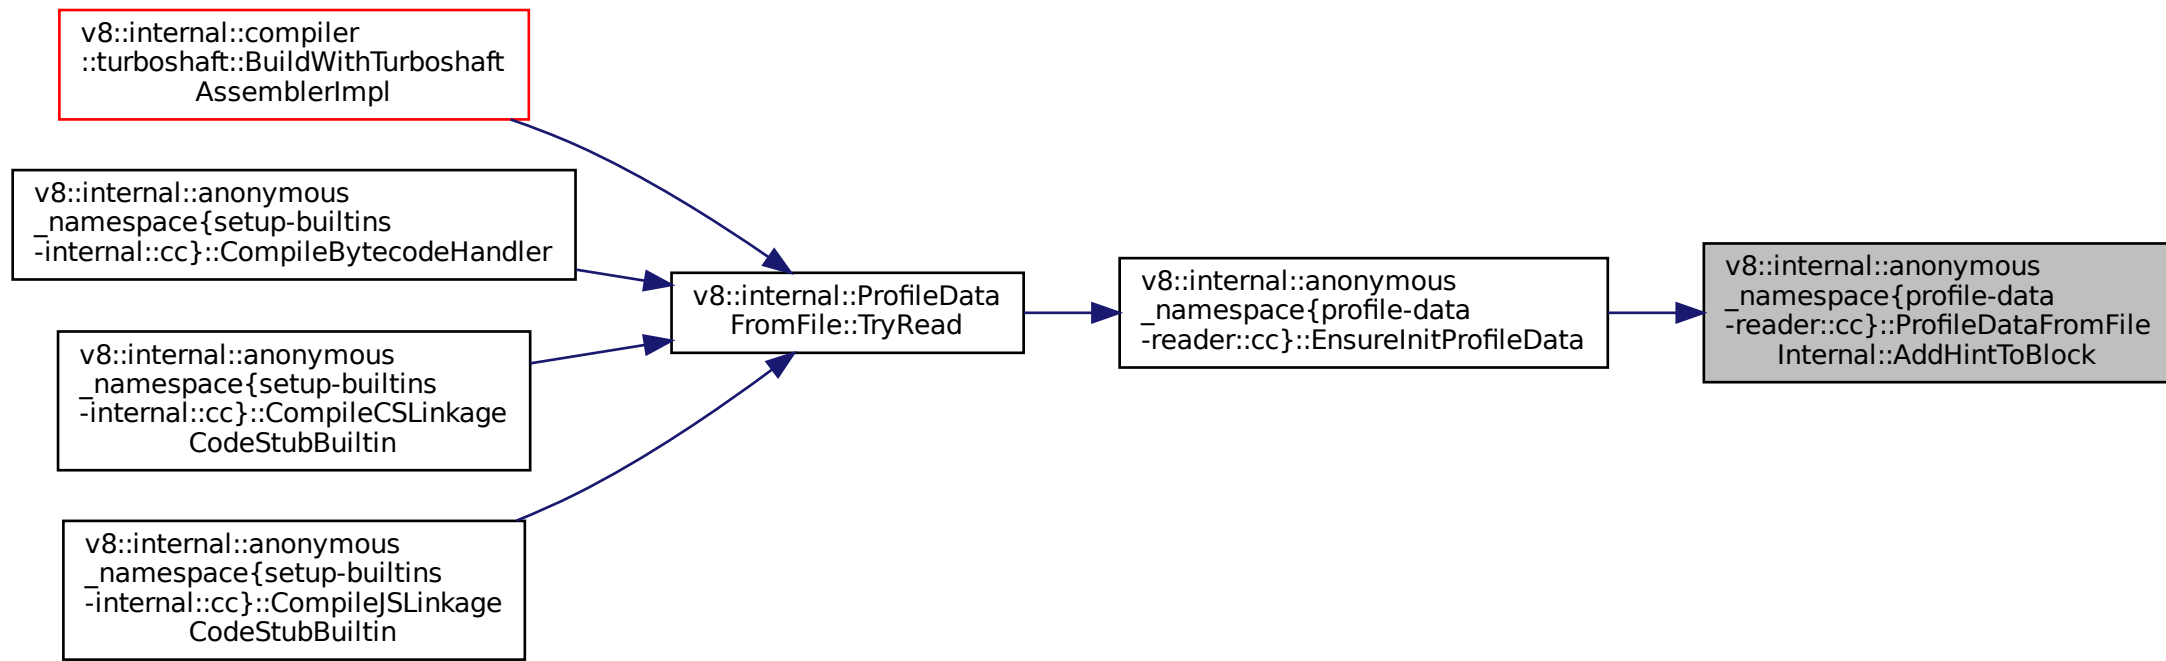 v8::internal::compiler
::turboshaft::BuildWithTurboshaft
AssemblerImpl
v8::internal::anonymous
_namespace{setup-builtins
-internal::cc}::CompileBytecodeHandler
v8::internal::anonymous
_namespace{setup-builtins
-internal::cc}::CompileCSLinkage
CodeStubBuiltin
v8::internal::anonymous
_namespace{setup-builtins
-internal::cc}::CompileJSLinkage
CodeStubBuiltin
v8::internal::ProfileData
FromFile::TryRead
v8::internal::anonymous
_namespace{profile-data
-reader::cc}::EnsureInitProfileData
v8::internal::anonymous
_namespace{profile-data
-reader::cc}::ProfileDataFromFile
Internal::AddHintToBlock